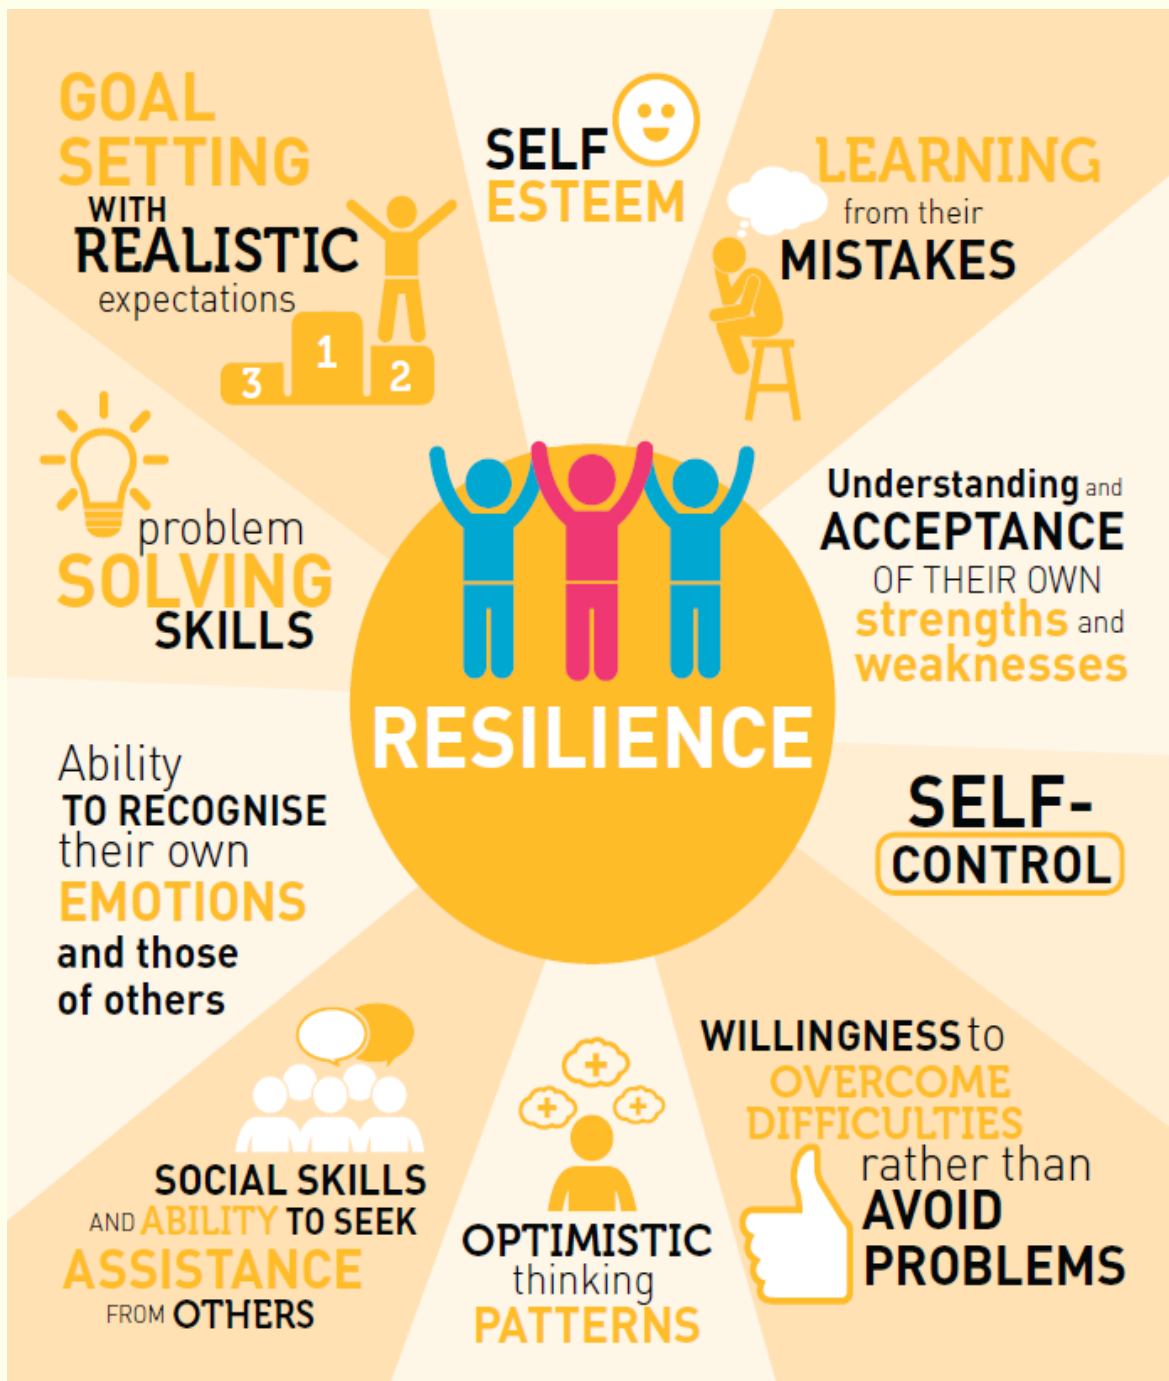 GOAL
SETTING
WITH
REALISTIC
expectations
3 1 2
SELF
ESTEEM
LEARNING
from their
MISTAKES
problem
SOLVING
SKILLS
Understanding and
ACCEPTANCE
OF THEIR OWN
strengths and
weaknesses
RESILIENCE
Ability
TO RECOGNISE
their own
EMOTIONS
and those
of others
SELF-
CONTROL
SOCIAL SKILLS
AND ABILITY TO SEEK
ASSISTANCE
FROM OTHERS
OPTIMISTIC
thinking
PATTERNS
WILLINGNESS to
OVERCOME
DIFFICULTIES
rather than
AVOID
PROBLEMS